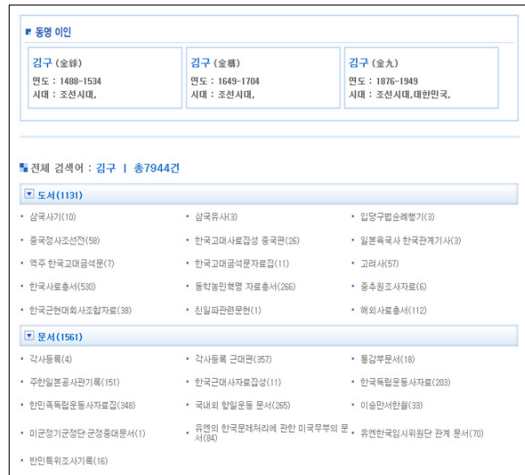 동명 이인
김구 (金絿) 김구 (金構) 김구 (金九)
연도 : 1488-1534 연도 : 1649-1704 연도 : 1876-1949
시대 : 조선시대, 시대 : 조선시대, 시대 : 조선시대,대한민국,
전체 검색어 : 김구 | 총7944건
도서(1131)
• 삼국사기(10) • 삼국유사(3) • 입당구법순례행기(3)
• 중국정사조선전(58) • 한국고대사료집성 중국편(26) • 일본육국사 한국관계기사(3)
• 역주 한국고대금석문(7) • 한국고대금석문자료집(11) • 고려사(57)
• 한국사료총서(530) • 동학농민혁명 자료총서(266) • 중추원조사자료(6)
• 한국근현대회사조합자료(38) • 친일파관련문헌(1) • 해외사료총서(112)
문서(1561)
• 각사등록(4) • 각사등록 근대편(357) • 통감부문서(18)
• 주한일본공사관기록(151) • 한국근대사자료집성(11) • 한국독립운동사자료(203)
• 한민족독립운동사자료집(348) • 국내외 항일운동 문서(265) • 이승만서한철(33)
• 미군정기군정단·군정중대문서(1) • 유엔의 한국문제처리에 관한 미국무부의 문
서(84) • 유엔한국임시위원단 관계 문서(70)
• 반민특위조사기록(16)